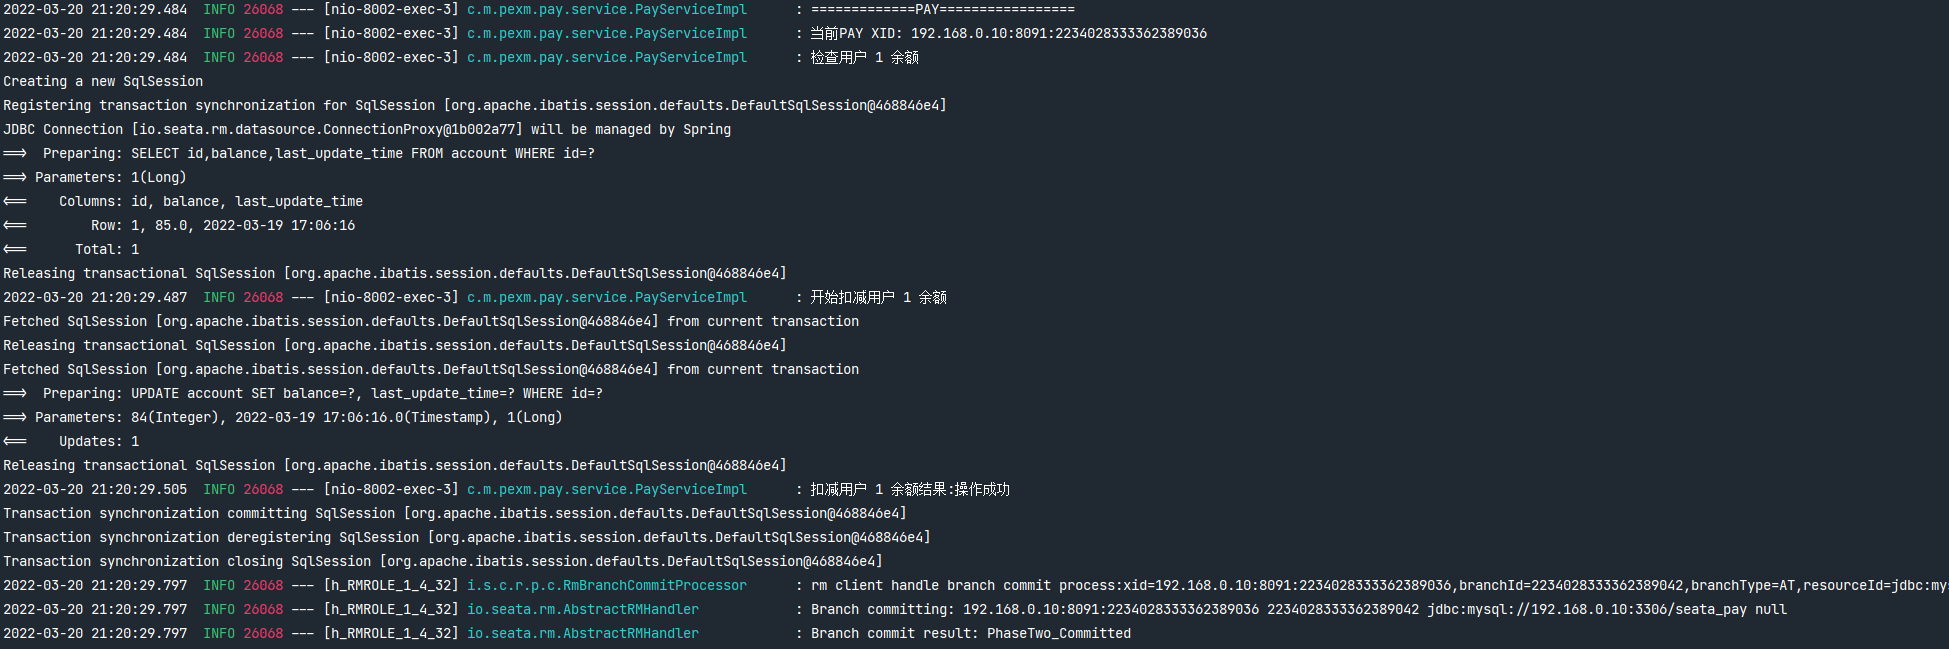 2022-03-20 21:20:29.484  INFO 26068 --- [nio-8002-exec-3] c.m.pexm.pay.service.PayServiceImpl      : =============PAY=================
2022-03-20 21:20:29.484  INFO 26068 --- [nio-8002-exec-3] c.m.pexm.pay.service.PayServiceImpl      : 当前PAY XID: 192.168.0.10:8091:2234028333362389036
2022-03-20 21:20:29.484  INFO 26068 --- [nio-8002-exec-3] c.m.pexm.pay.service.PayServiceImpl      : 检查用户 1 余额
Creating a new SqlSession
Registering transaction synchronization for SqlSession [org.apache.ibatis.session.defaults.DefaultSqlSession@468846e4]
JDBC Connection [io.seata.rm.datasource.ConnectionProxy@1b002a77] will be managed by Spring
==>  Preparing: SELECT id,balance,last_update_time FROM account WHERE id=?
==> Parameters: 1(Long)
<==    Columns: id, balance, last_update_time
<==        Row: 1, 85.0, 2022-03-19 17:06:16
<==      Total: 1
Releasing transactional SqlSession [org.apache.ibatis.session.defaults.DefaultSqlSession@468846e4]
2022-03-20 21:20:29.487  INFO 26068 --- [nio-8002-exec-3] c.m.pexm.pay.service.PayServiceImpl      : 开始扣减用户 1 余额
Fetched SqlSession [org.apache.ibatis.session.defaults.DefaultSqlSession@468846e4] from current transaction
Releasing transactional SqlSession [org.apache.ibatis.session.defaults.DefaultSqlSession@468846e4]
Fetched SqlSession [org.apache.ibatis.session.defaults.DefaultSqlSession@468846e4] from current transaction
==>  Preparing: UPDATE account SET balance=?, last_update_time=? WHERE id=?
==> Parameters: 84(Integer), 2022-03-19 17:06:16.0(Timestamp), 1(Long)
<==    Updates: 1
Releasing transactional SqlSession [org.apache.ibatis.session.defaults.DefaultSqlSession@468846e4]
2022-03-20 21:20:29.505  INFO 26068 --- [nio-8002-exec-3] c.m.pexm.pay.service.PayServiceImpl      : 扣减用户 1 余额结果:操作成功
Transaction synchronization committing SqlSession [org.apache.ibatis.session.defaults.DefaultSqlSession@468846e4]
Transaction synchronization deregistering SqlSession [org.apache.ibatis.session.defaults.DefaultSqlSession@468846e4]
Transaction synchronization closing SqlSession [org.apache.ibatis.session.defaults.DefaultSqlSession@468846e4]
2022-03-20 21:20:29.797  INFO 26068 --- [h_RMROLE_1_4_32] i.s.c.r.p.c.RmBranchCommitProcessor      : rm client handle branch commit process:xid=192.168.0.10:8091:2234028333362389036,branchId=2234028333362389042,branchType=AT,resourceId=jdbc:mys
2022-03-20 21:20:29.797  INFO 26068 --- [h_RMROLE_1_4_32] io.seata.rm.AbstractRMHandler            : Branch committing: 192.168.0.10:8091:2234028333362389036 2234028333362389042 jdbc:mysql://192.168.0.10:3306/seata_pay null
2022-03-20 21:20:29.797  INFO 26068 --- [h_RMROLE_1_4_32] io.seata.rm.AbstractRMHandler            : Branch commit result: PhaseTwo_Committed